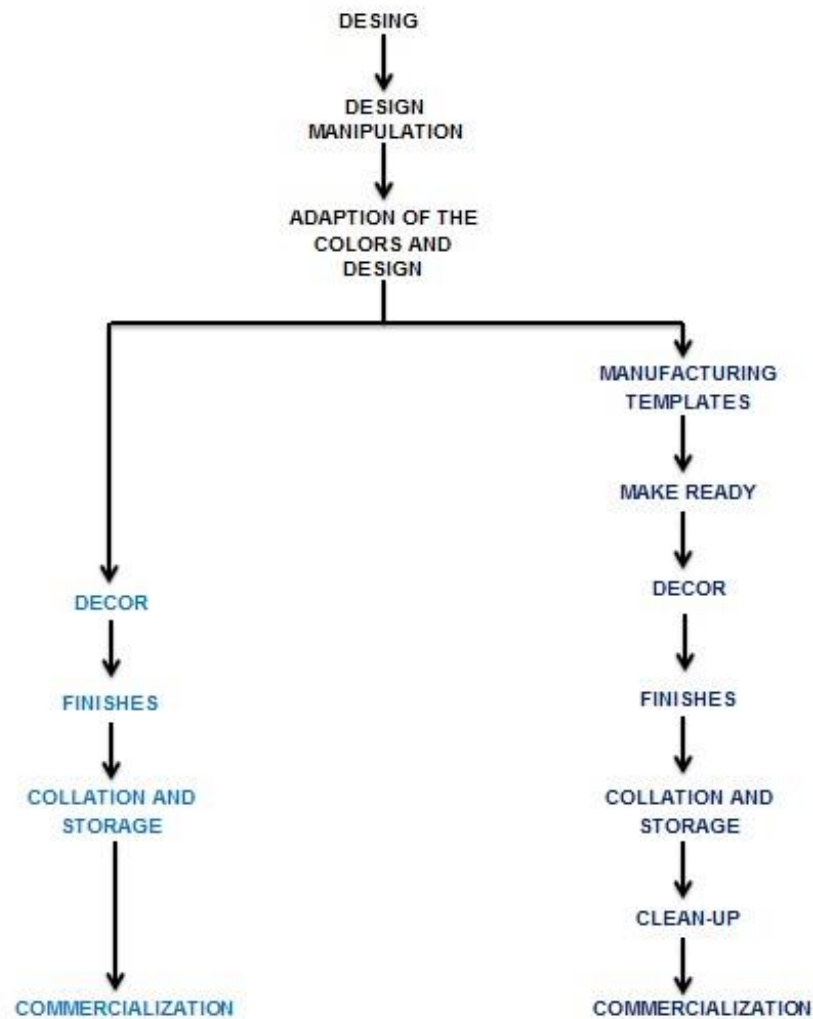 DESING
DESIGN
MANIPULATION
ADAPTION OF THE
COLORS AND
DESIGN
MANUFACTURING
TEMPLATES
MAKE READY
DECOR
DECOR
FINISHES
FINISHES
COLLATION AND
STORAGE
COLLATION AND
STORAGE
CLEAN-UP
COMMERCIALIZATION
COMMERCIALIZATION